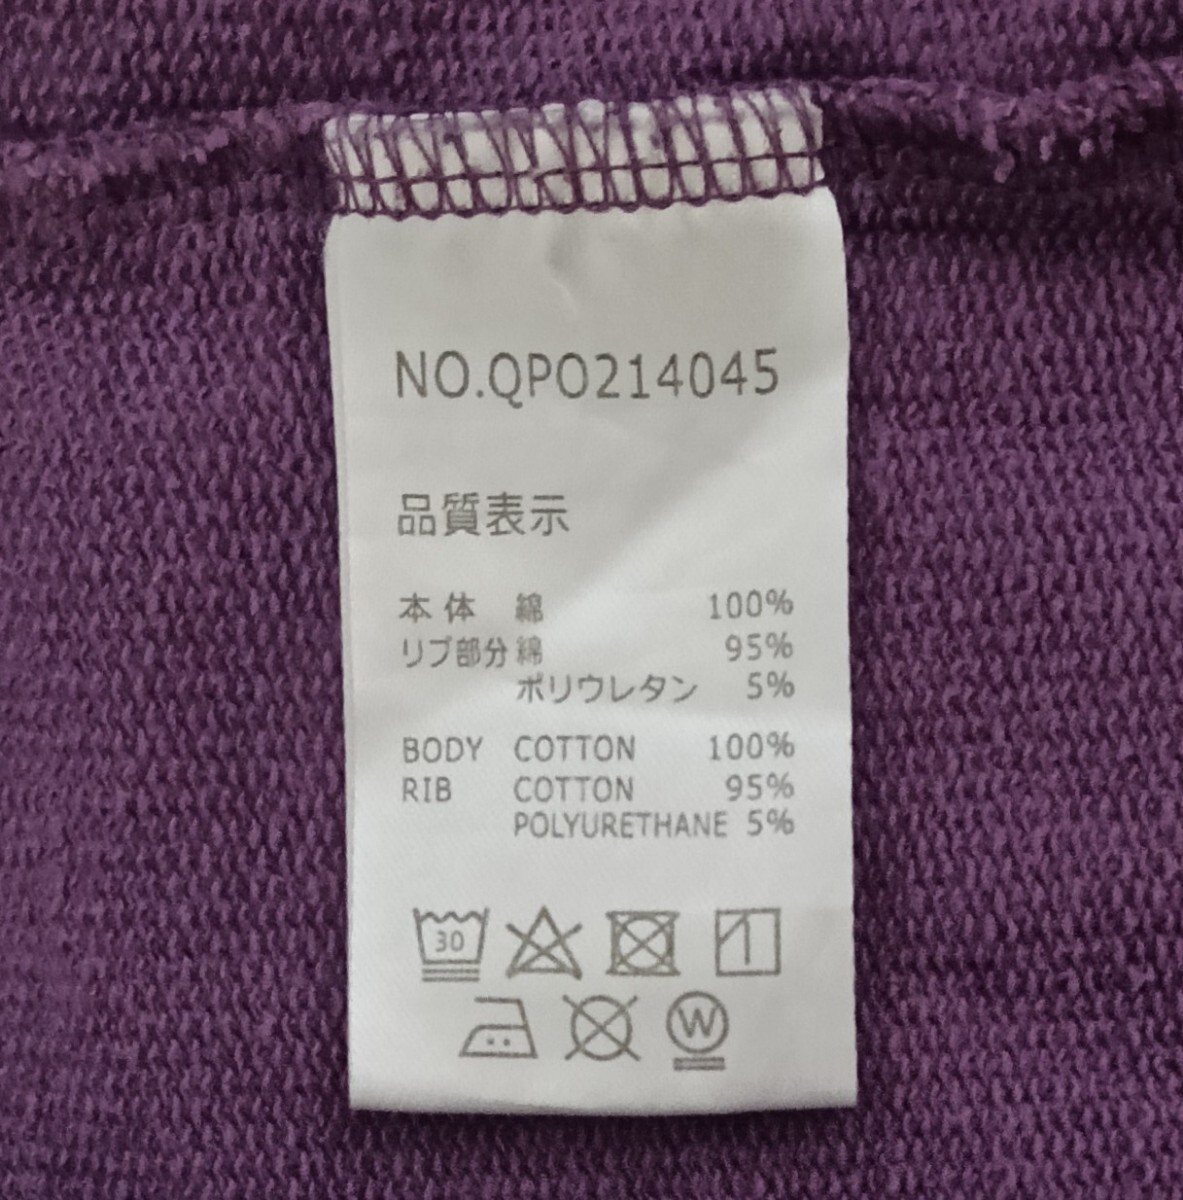 NO.QPO214045
品質表示
本体 綿 100%
リブ部分 綿 95%
ポリウレタン 5%
BODY COTTON 100%
RIB COTTON 95%
POLYURETHANE 5%
30
W